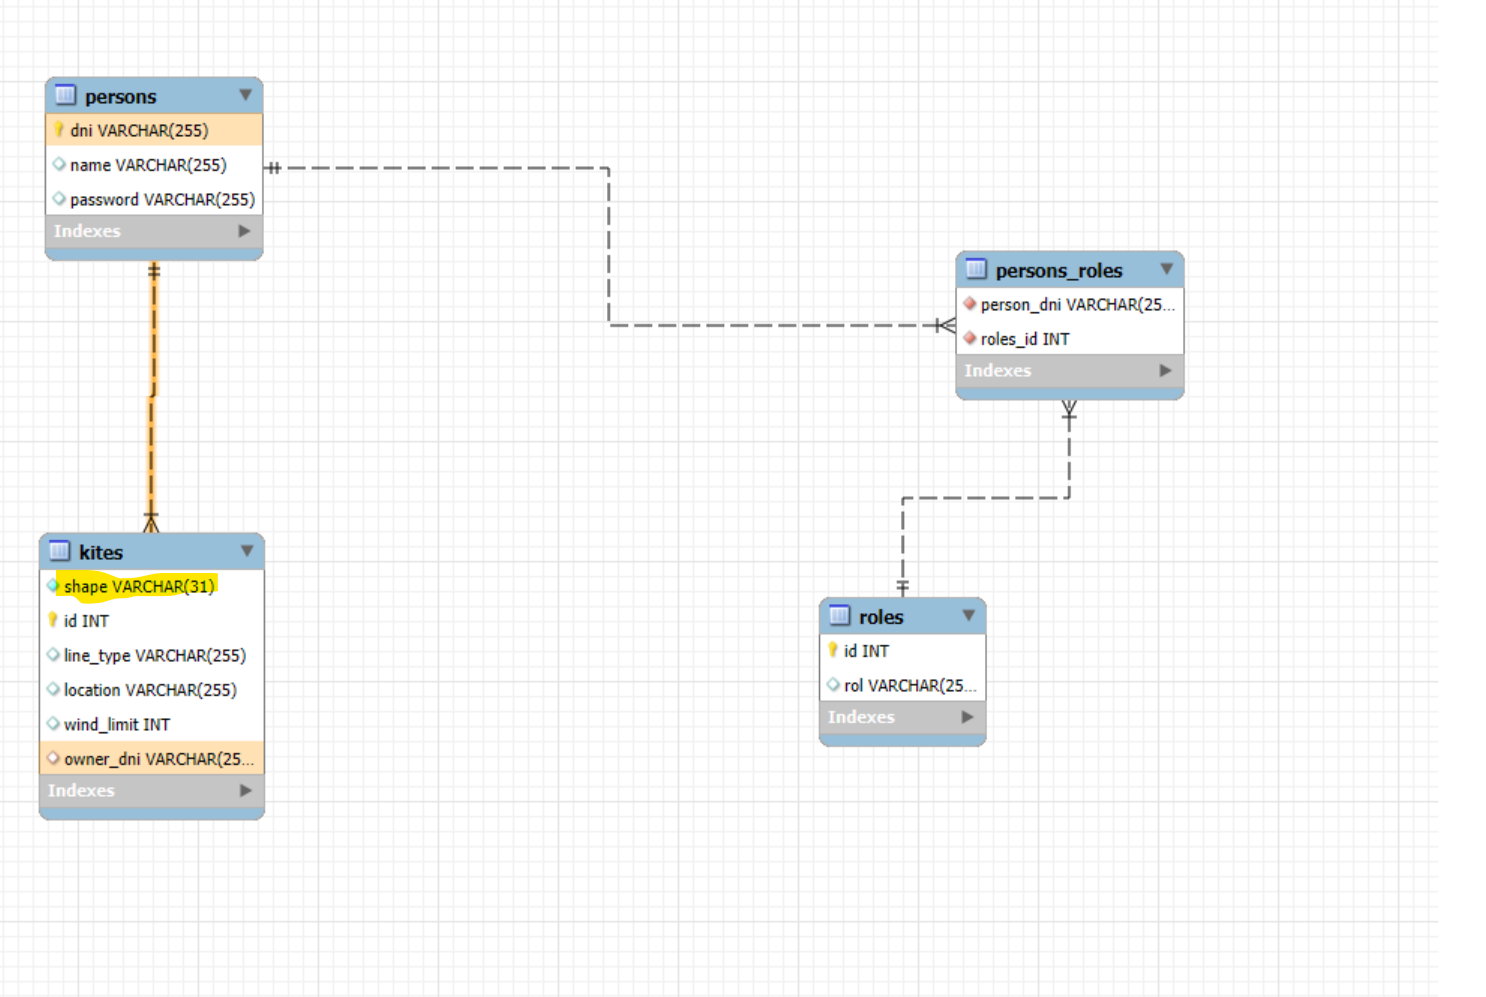 persons
dni VARCHAR(255)
name VARCHAR(255)
password VARCHAR(255)
Indexes
persons_roles
person_dni VARCHAR(25...
roles_id INT
Indexes
kites
shape VARCHAR(31)
id INT
line_type VARCHAR(255)
location VARCHAR(255)
wind_limit INT
owner_dni VARCHAR(25...
Indexes
roles
id INT
rol VARCHAR(25...
Indexes